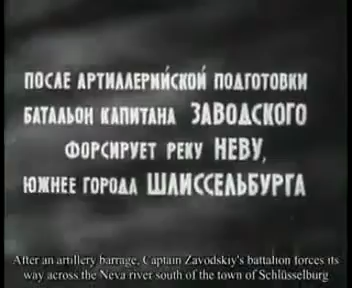 ПОСЛЕ АРТИЛЛЕРИЙСКОЙ ПОДГОТОВКИ
БАТАЛЬОН КАПИТАНА ЗАВОДСКОГО
ФОРСИРУЕТ РЕКУ НЕВУ,
ЮЖНЕЕ ГОРОДА ШЛИССЕЛЬБУРГА
After an artillery barrage, Captain Zavodskiy's battalion forces its
way across the Neva river south of the town of Schlüsselburg